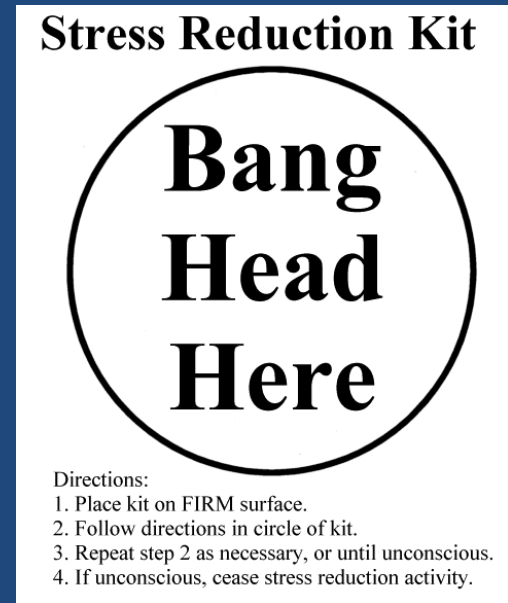 Stress Reduction Kit
Bang
Head
Here
Directions:
1. Place kit on FIRM surface.
2. Follow directions in circle of kit.
3. Repeat step 2 as necessary, or until unconscious.
4. If unconscious, cease stress reduction activity.